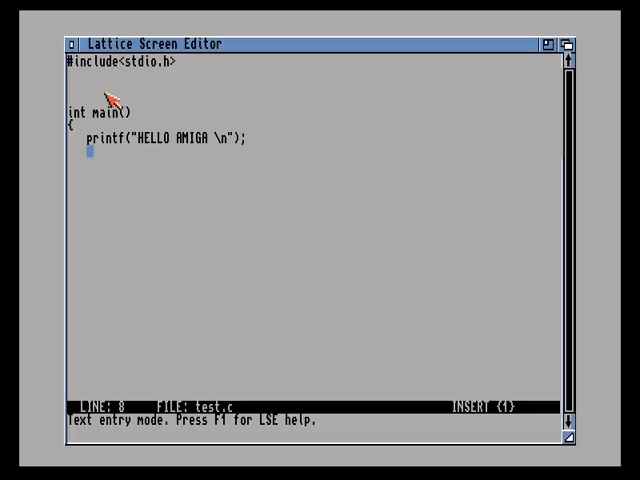 Lattice Screen Editor
#include<stdio.h>
int main()
{
printf("HELLO AMIGA \n");
LINE: 8 FILE: test.c INSERT {1}
Text entry mode. Press F1 for LSE help.